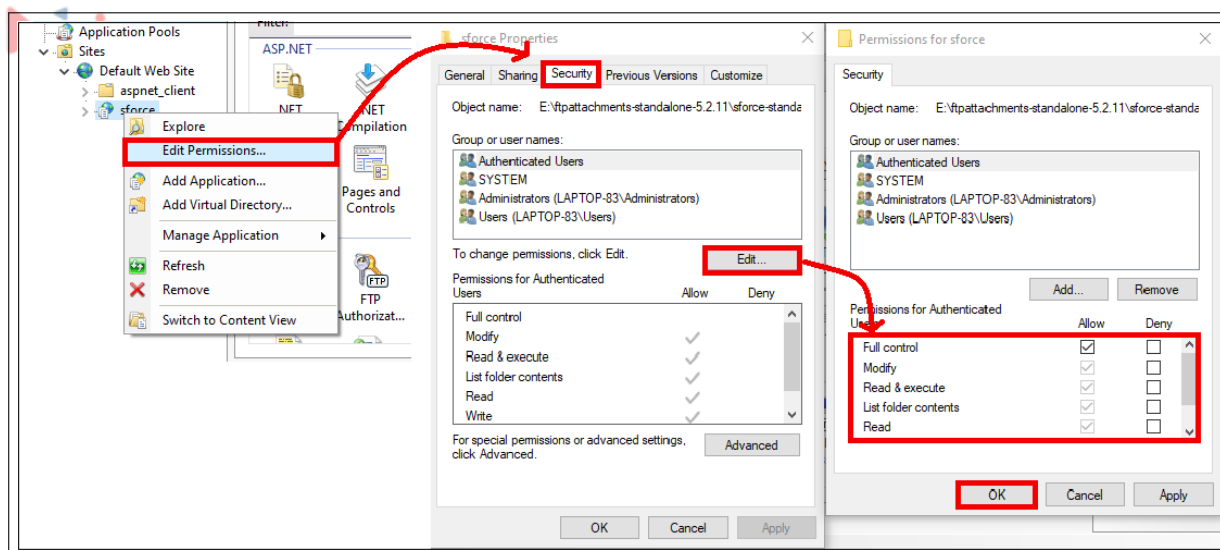 Application Pools
Sites
Default Web Site
aspnet_client
sforce
Explore
Edit Permissions...
Add Application...
Add Virtual Directory...
Manage Application
Refresh
Remove
Switch to Content View
Filter:
ASP.NET
.NET
.NET
Compilation
Pages and
Controls
FTP
FTP
Authorizat...
sforce Properties
General Sharing Security Previous Versions Customize
Object name: E:\ftpattachments-standalone-5.2.11\sforce-standa
Group or user names:
Authenticated Users
SYSTEM
Administrators (LAPTOP-83\Administrators)
Users (LAPTOP-83\Users)
To change permissions, click Edit.
Edit...
Permissions for Authenticated
Users Allow Deny
Full control
Modify
Read & execute
List folder contents
Read
Write
For special permissions or advanced settings,
click Advanced.
Advanced
OK Cancel Apply
Permissions for sforce
Security
Object name: E:\ftpattachments-standalone-5.2.11\sforce-standa
Group or user names:
Authenticated Users
SYSTEM
Administrators (LAPTOP-83\Administrators)
Users (LAPTOP-83\Users)
Add... Remove
Permissions for Authenticated
Users Allow Deny
Full control
Modify
Read & execute
List folder contents
Read
OK Cancel Apply